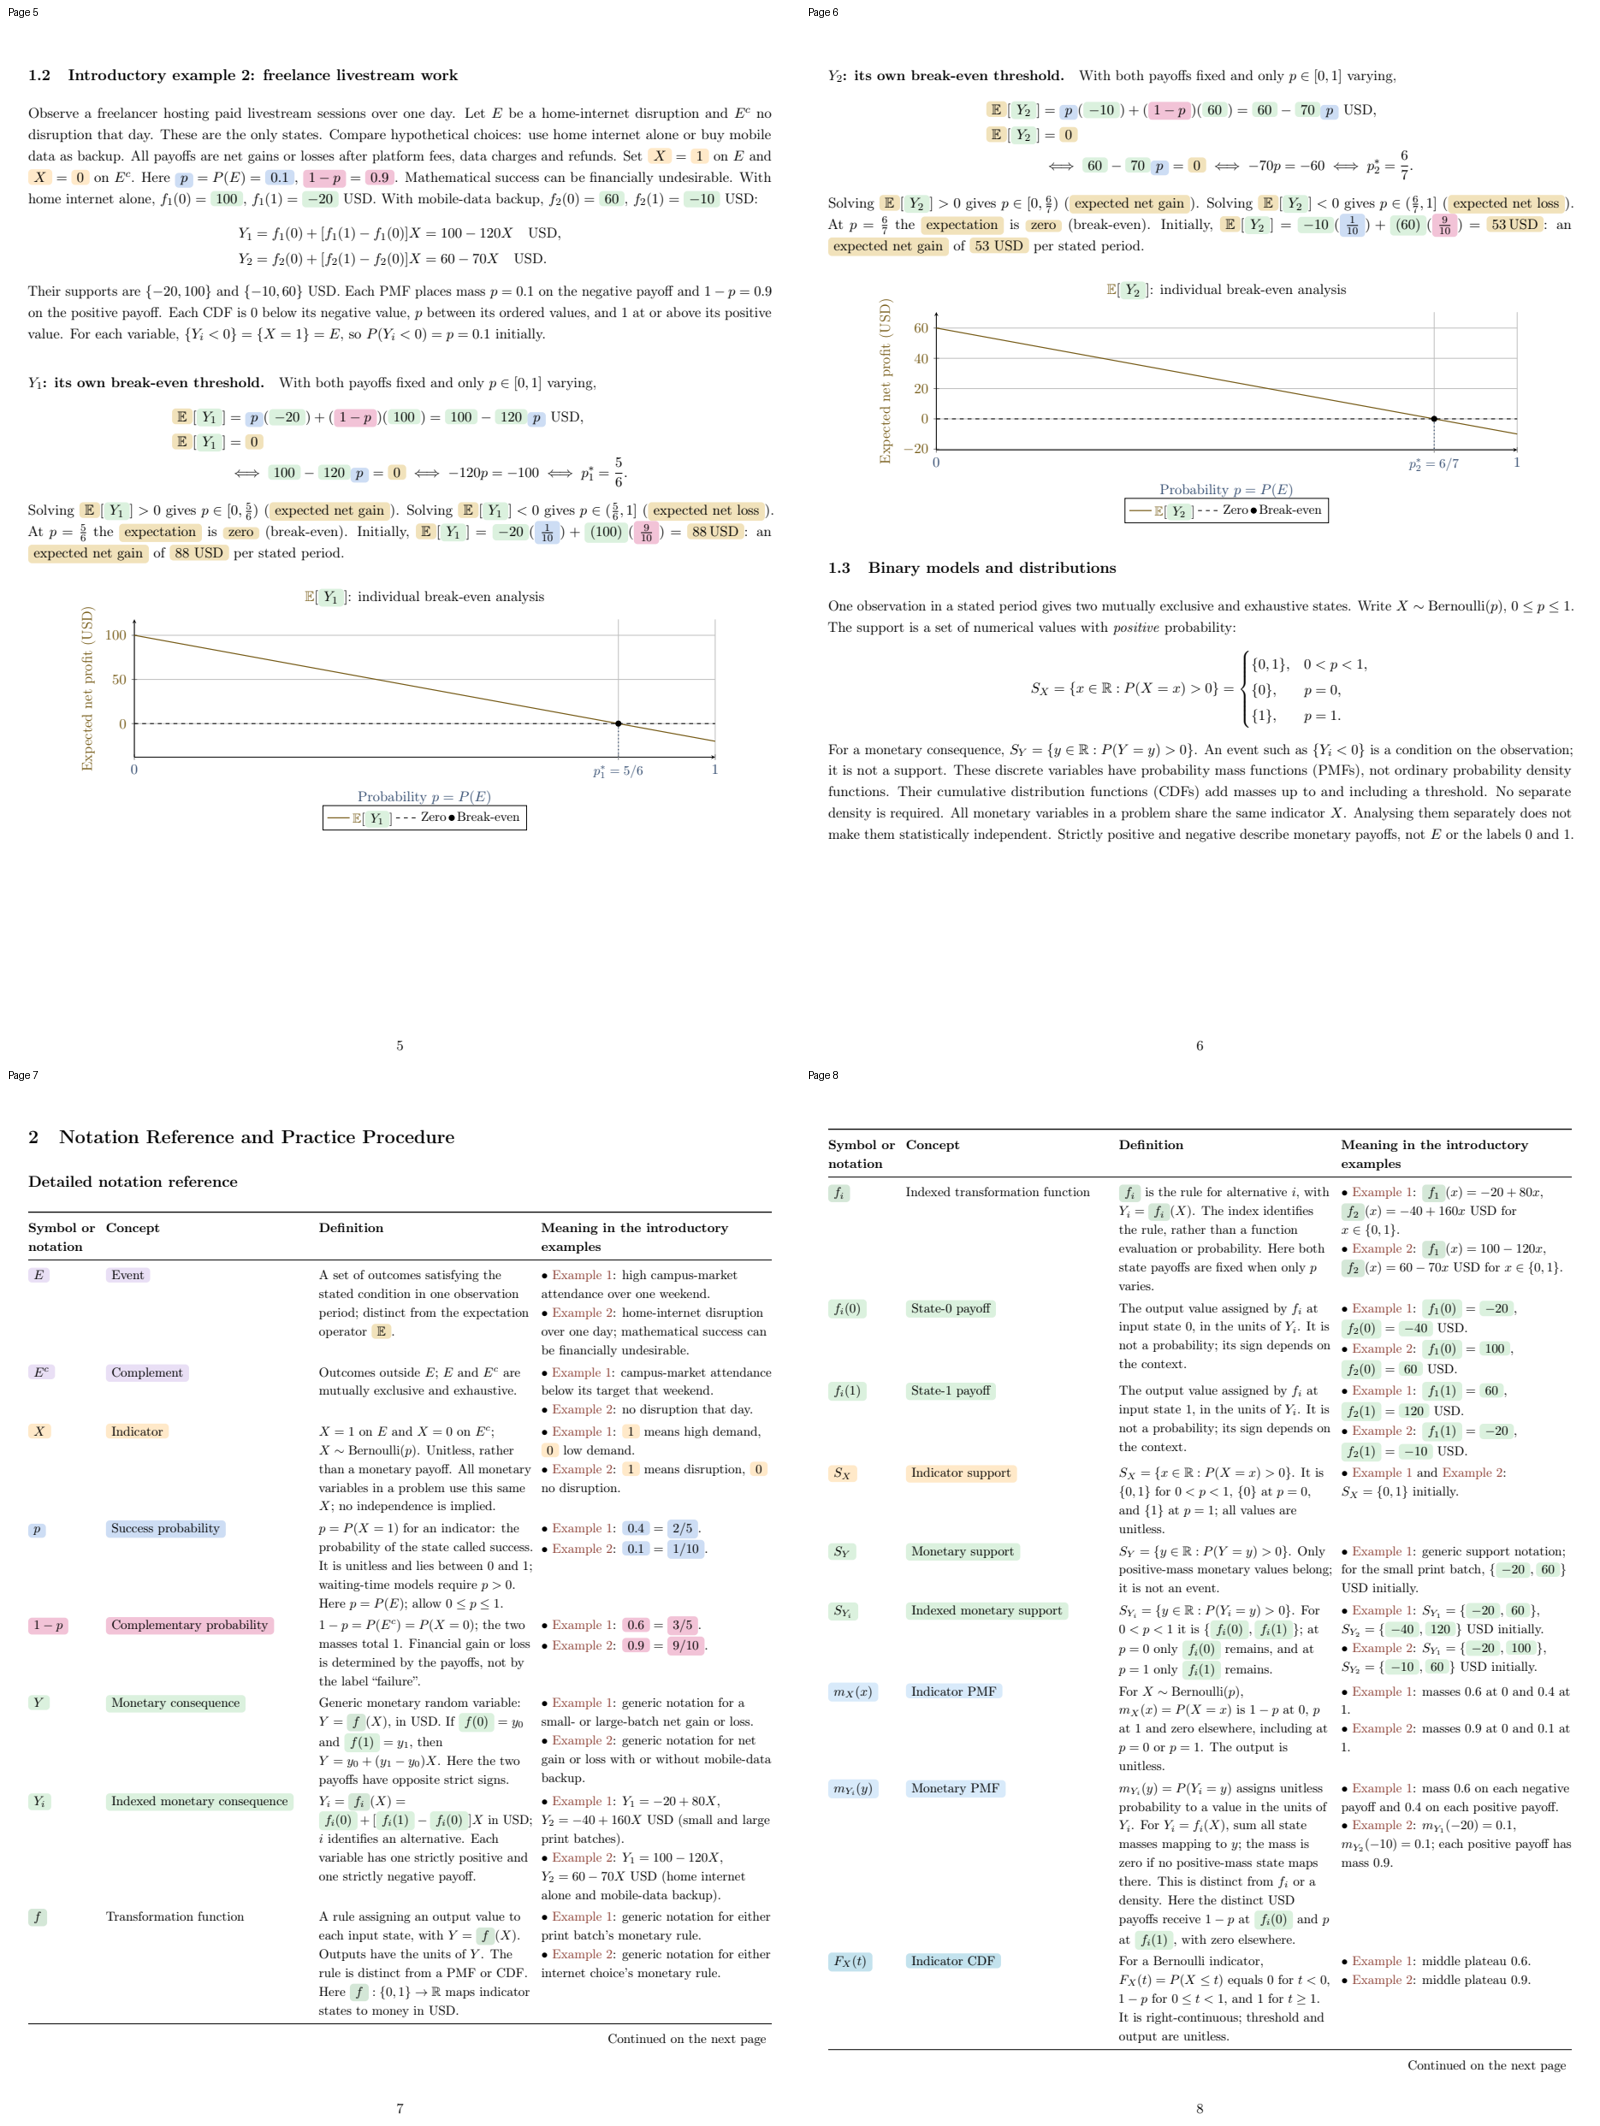 Page 5
1.2 Introductory example 2: freelance livestream work
Observe a freelancer hosting paid livestream sessions over one day. Let E be a home-internet disruption and Eᶜ no
disruption that day. These are the only states. Compare hypothetical choices: use home internet alone or buy mobile
data as backup. All payoffs are net gains or losses after platform fees, data charges and refunds. Set X = 1 on E and
X = 0 on Eᶜ. Here p = P(E) = 0.1, 1 − p = 0.9. Mathematical success can be financially undesirable. With
home internet alone, f₁(0) = 100, f₁(1) = −20 USD. With mobile-data backup, f₂(0) = 60, f₂(1) = −10 USD:
Y₁ = f₁(0) + [f₁(1) − f₁(0)]X = 100 − 120X USD,
Y₂ = f₂(0) + [f₂(1) − f₂(0)]X = 60 − 70X USD.
Their supports are {−20, 100} and {−10, 60} USD. Each PMF places mass p = 0.1 on the negative payoff and 1 − p = 0.9
on the positive payoff. Each CDF is 0 below its negative value, p between its ordered values, and 1 at or above its positive
value. For each variable, {Yᵢ < 0} = {X = 1} = E, so P(Yᵢ < 0) = p = 0.1 initially.
Y₁: its own break-even threshold. With both payoffs fixed and only p ∈ [0, 1] varying,
𝔼[Y₁] = p(−20) + (1 − p)(100) = 100 − 120p USD,
𝔼[Y₁] = 0
⟺ 100 − 120p = 0 ⟺ −120p = −100 ⟺ p₁* = 5/6.
Solving 𝔼[Y₁] > 0 gives p ∈ [0, 5/6) (expected net gain). Solving 𝔼[Y₁] < 0 gives p ∈ (5/6, 1] (expected net loss).
At p = 5/6 the expectation is zero (break-even). Initially, 𝔼[Y₁] = −20(1/10) + (100)(9/10) = 88 USD: an
expected net gain of 88 USD per stated period.
𝔼[Y₁]: individual break-even analysis
Expected net profit (USD)
100
50
0
0
p₁* = 5/6
1
Probability p = P(E)
𝔼[Y₁] --- Zero ● Break-even
5
Page 6
Y₂: its own break-even threshold. With both payoffs fixed and only p ∈ [0, 1] varying,
𝔼[Y₂] = p(−10) + (1 − p)(60) = 60 − 70p USD,
𝔼[Y₂] = 0
⟺ 60 − 70p = 0 ⟺ −70p = −60 ⟺ p₂* = 6/7.
Solving 𝔼[Y₂] > 0 gives p ∈ [0, 6/7) (expected net gain). Solving 𝔼[Y₂] < 0 gives p ∈ (6/7, 1] (expected net loss).
At p = 6/7 the expectation is zero (break-even). Initially, 𝔼[Y₂] = −10(1/10) + (60)(9/10) = 53 USD: an
expected net gain of 53 USD per stated period.
𝔼[Y₂]: individual break-even analysis
Expected net profit (USD)
60
40
20
0
−20
0
p₂* = 6/7
1
Probability p = P(E)
𝔼[Y₂] --- Zero ● Break-even
1.3 Binary models and distributions
One observation in a stated period gives two mutually exclusive and exhaustive states. Write X ∼ Bernoulli(p), 0 ≤ p ≤ 1.
The support is a set of numerical values with positive probability:
S_X = {x ∈ ℝ : P(X = x) > 0} =
{0, 1}, 0 < p < 1,
{0}, p = 0,
{1}, p = 1.
For a monetary consequence, S_Y = {y ∈ ℝ : P(Y = y) > 0}. An event such as {Yᵢ < 0} is a condition on the observation;
it is not a support. These discrete variables have probability mass functions (PMFs), not ordinary probability density
functions. Their cumulative distribution functions (CDFs) add masses up to and including a threshold. No separate
density is required. All monetary variables in a problem share the same indicator X. Analysing them separately does not
make them statistically independent. Strictly positive and negative describe monetary payoffs, not E or the labels 0 and 1.
6
Page 7
2 Notation Reference and Practice Procedure
Detailed notation reference
Symbol or notation | Concept | Definition | Meaning in the introductory examples
E
Event
A set of outcomes satisfying the
stated condition in one observation
period; distinct from the expectation
operator 𝔼.
• Example 1: high campus-market
attendance over one weekend.
• Example 2: home-internet disruption
over one day; mathematical success can
be financially undesirable.
Eᶜ
Complement
Outcomes outside E; E and Eᶜ are
mutually exclusive and exhaustive.
• Example 1: campus-market attendance
below its target that weekend.
• Example 2: no disruption that day.
X
Indicator
X = 1 on E and X = 0 on Eᶜ;
X ∼ Bernoulli(p). Unitless, rather
than a monetary payoff. All monetary
variables in a problem use this same
X; no independence is implied.
• Example 1: 1 means high demand,
0 low demand.
• Example 2: 1 means disruption, 0
no disruption.
p
Success probability
p = P(X = 1) for an indicator: the
probability of the state called success.
It is unitless and lies between 0 and 1;
waiting-time models require p > 0.
Here p = P(E); allow 0 ≤ p ≤ 1.
• Example 1: 0.4 = 2/5.
• Example 2: 0.1 = 1/10.
1 − p
Complementary probability
1 − p = P(Eᶜ) = P(X = 0); the two
masses total 1. Financial gain or loss
is determined by the payoffs, not by
the label “failure”.
• Example 1: 0.6 = 3/5.
• Example 2: 0.9 = 9/10.
Y
Monetary consequence
Generic monetary random variable:
Y = f(X), in USD. If f(0) = y₀
and f(1) = y₁, then
Y = y₀ + (y₁ − y₀)X. Here the two
payoffs have opposite strict signs.
• Example 1: generic notation for a
small- or large-batch net gain or loss.
• Example 2: generic notation for net
gain or loss with or without mobile-data
backup.
Yᵢ
Indexed monetary consequence
Yᵢ = fᵢ(X) =
fᵢ(0) + [fᵢ(1) − fᵢ(0)]X in USD;
i identifies an alternative. Each
variable has one strictly positive and
one strictly negative payoff.
• Example 1: Y₁ = −20 + 80X,
Y₂ = −40 + 160X USD (small and large
print batches).
• Example 2: Y₁ = 100 − 120X,
Y₂ = 60 − 70X USD (home internet
alone and mobile-data backup).
f
Transformation function
A rule assigning an output value to
each input state, with Y = f(X).
Outputs have the units of Y. The
rule is distinct from a PMF or CDF.
Here f : {0, 1} → ℝ maps indicator
states to money in USD.
• Example 1: generic notation for either
print batch’s monetary rule.
• Example 2: generic notation for either
internet choice’s monetary rule.
Continued on the next page
7
Page 8
Symbol or notation | Concept | Definition | Meaning in the introductory examples
fᵢ
Indexed transformation function
fᵢ is the rule for alternative i, with
Yᵢ = fᵢ(X). The index identifies
the rule, rather than a function
evaluation or probability. Here both
state payoffs are fixed when only p
varies.
• Example 1: f₁(x) = −20 + 80x,
f₂(x) = −40 + 160x USD for
x ∈ {0, 1}.
• Example 2: f₁(x) = 100 − 120x,
f₂(x) = 60 − 70x USD for x ∈ {0, 1}.
fᵢ(0)
State-0 payoff
The output value assigned by fᵢ at
input state 0, in the units of Yᵢ. It is
not a probability; its sign depends on
the context.
• Example 1: f₁(0) = −20,
f₂(0) = −40 USD.
• Example 2: f₁(0) = 100,
f₂(0) = 60 USD.
fᵢ(1)
State-1 payoff
The output value assigned by fᵢ at
input state 1, in the units of Yᵢ. It is
not a probability; its sign depends on
the context.
• Example 1: f₁(1) = 60,
f₂(1) = 120 USD.
• Example 2: f₁(1) = −20,
f₂(1) = −10 USD.
S_X
Indicator support
S_X = {x ∈ ℝ : P(X = x) > 0}. It is
{0, 1} for 0 < p < 1, {0} at p = 0,
and {1} at p = 1; all values are
unitless.
• Example 1 and Example 2:
S_X = {0, 1} initially.
S_Y
Monetary support
S_Y = {y ∈ ℝ : P(Y = y) > 0}. Only
positive-mass monetary values belong;
it is not an event.
• Example 1: generic support notation;
for the small print batch, {−20, 60}
USD initially.
S_Yᵢ
Indexed monetary support
S_Yᵢ = {y ∈ ℝ : P(Yᵢ = y) > 0}. For
0 < p < 1 it is {fᵢ(0), fᵢ(1)}; at
p = 0 only fᵢ(0) remains, and at
p = 1 only fᵢ(1) remains.
• Example 1: S_Y₁ = {−20, 60},
S_Y₂ = {−40, 120} USD initially.
• Example 2: S_Y₁ = {−20, 100},
S_Y₂ = {−10, 60} USD initially.
m_X(x)
Indicator PMF
For X ∼ Bernoulli(p),
m_X(x) = P(X = x) is 1 − p at 0, p
at 1 and zero elsewhere, including at
p = 0 or p = 1. The output is
unitless.
• Example 1: masses 0.6 at 0 and 0.4 at
1.
• Example 2: masses 0.9 at 0 and 0.1 at
1.
m_Yᵢ(y)
Monetary PMF
m_Yᵢ(y) = P(Yᵢ = y) assigns unitless
probability to a value in the units of
Yᵢ. For Yᵢ = fᵢ(X), sum all state
masses mapping to y; the mass is
zero if no positive-mass state maps
there. This is distinct from fᵢ or a
density. Here the distinct USD
payoffs receive 1 − p at fᵢ(0) and p
at fᵢ(1), with zero elsewhere.
• Example 1: mass 0.6 on each negative
payoff and 0.4 on each positive payoff.
• Example 2: m_Y₁(−20) = 0.1,
m_Y₂(−10) = 0.1; each positive payoff has
mass 0.9.
F_X(t)
Indicator CDF
For a Bernoulli indicator,
F_X(t) = P(X ≤ t) equals 0 for t < 0,
1 − p for 0 ≤ t < 1, and 1 for t ≥ 1.
It is right-continuous; threshold and
output are unitless.
• Example 1: middle plateau 0.6.
• Example 2: middle plateau 0.9.
Continued on the next page
8